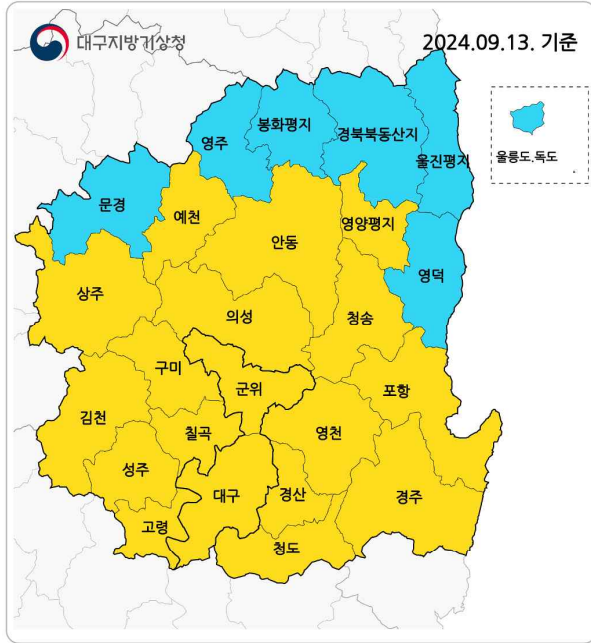 대구지방기상청
2024.09.13. 기준
봉화평지
경북북동산지
영주
울진평지
울릉도.독도
문경
예천
영양평지
안동
영덕
상주
의성
청송
구미
군위
포항
김천
칠곡
영천
성주
대구
경산
경주
고령
청도